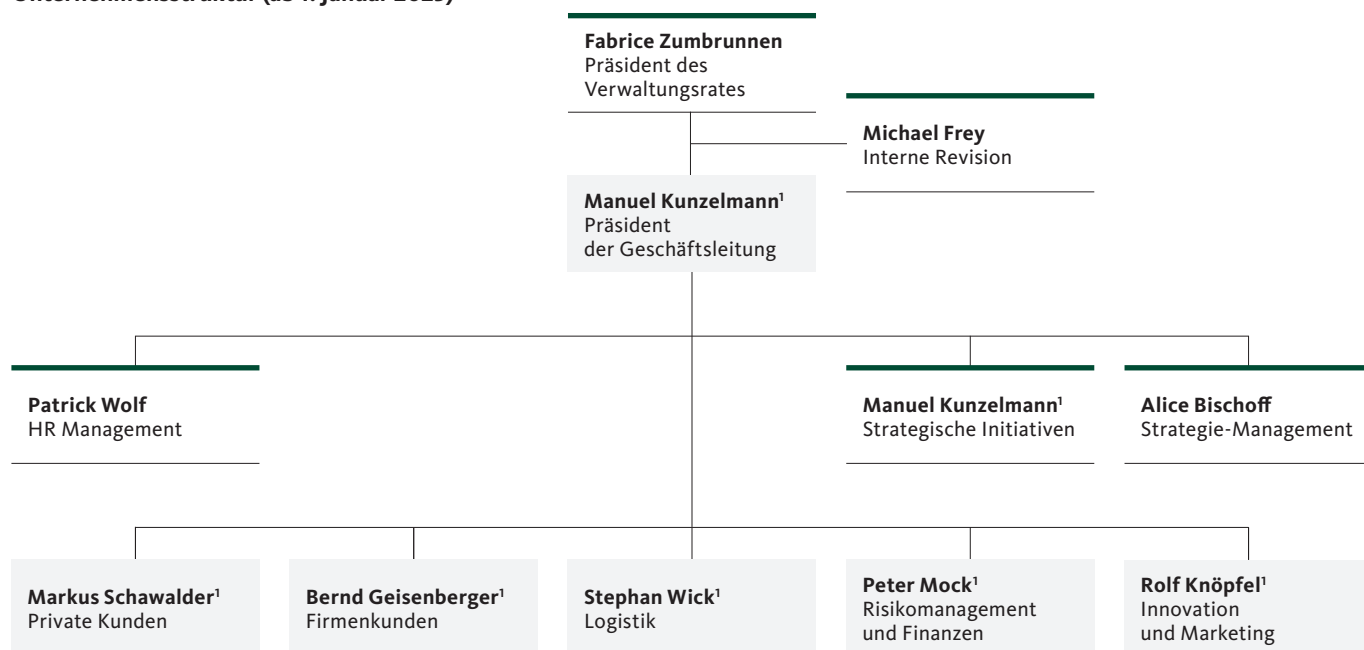 Fabrice Zumbrunnen
Präsident des
Verwaltungsrates
Michael Frey
Interne Revision
Manuel Kunzelmann¹
Präsident
der Geschäftsleitung
Patrick Wolf
HR Management
Manuel Kunzelmann¹
Strategische Initiativen
Alice Bischoff
Strategie-Management
Markus Schawalder¹
Private Kunden
Bernd Geisenberger¹
Firmenkunden
Stephan Wick¹
Logistik
Peter Mock¹
Risikomanagement
und Finanzen
Rolf Knöpfel¹
Innovation
und Marketing